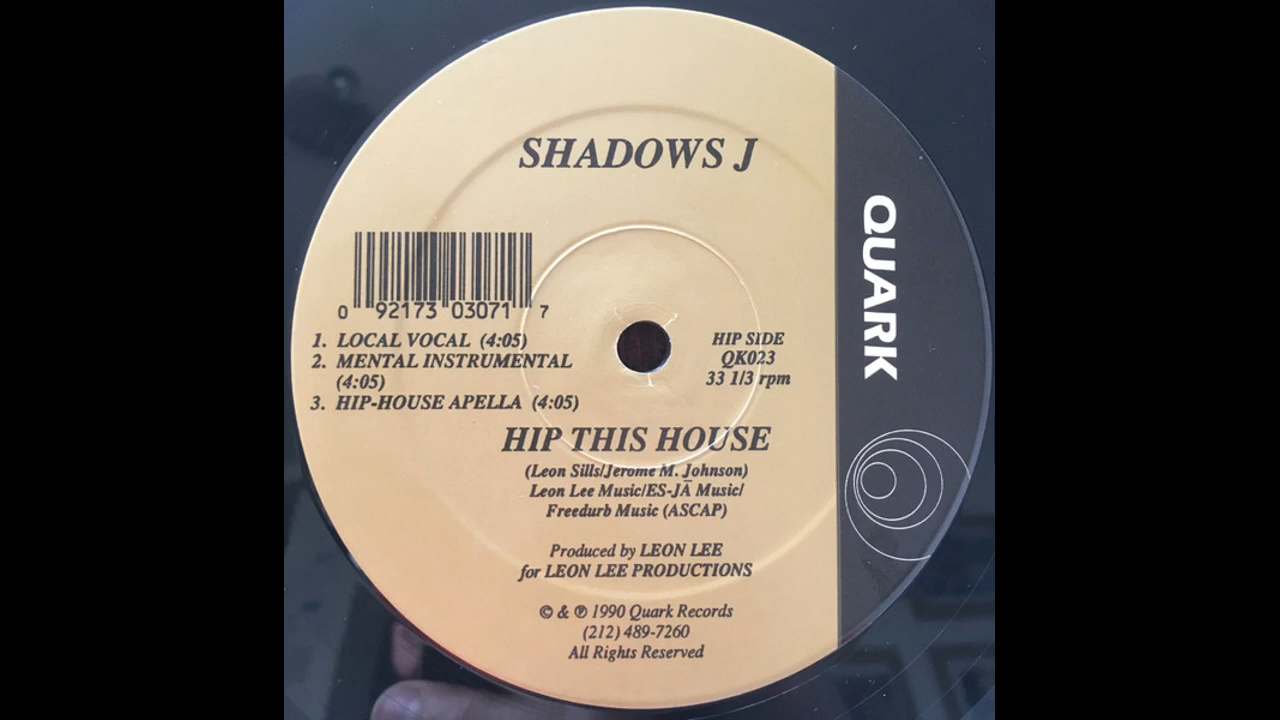 SHADOWS J
QUARK
0 92173 03071 7
1. LOCAL VOCAL (4:05)
2. MENTAL INSTRUMENTAL
(4:05)
3. HIP-HOUSE APELLA (4:05)
HIP SIDE
QK023
33 1/3 rpm
HIP THIS HOUSE
(Leon Sills/Jerome M. Johnson)
Leon Lee Music/ES-JĀ Music/
Freedurb Music (ASCAP)
Produced by LEON LEE
for LEON LEE PRODUCTIONS
© & ℗ 1990 Quark Records
(212) 489-7260
All Rights Reserved